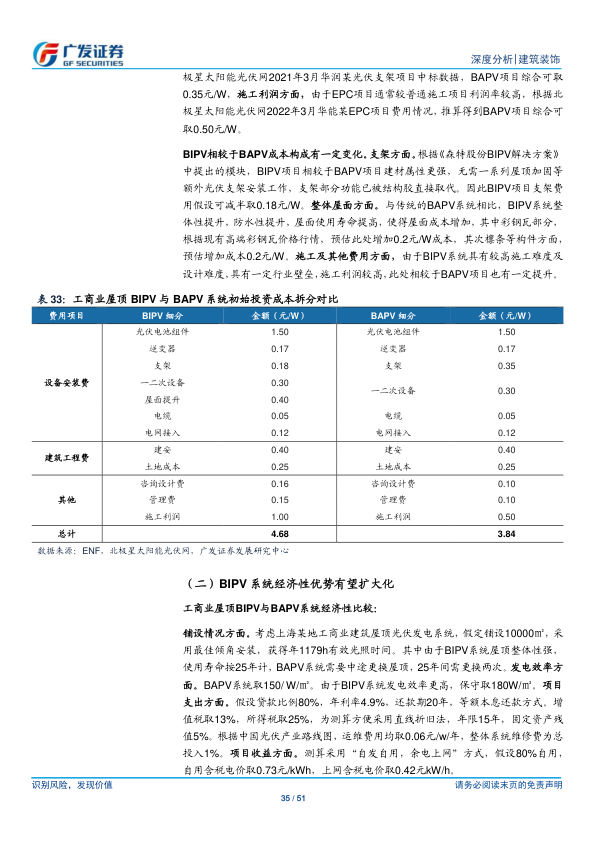 广发证券
GF SECURITIES
深度分析|建筑装饰
极星太阳能光伏网2021年3月华润某光伏支架项目中标数据，BAPV项目综合可取
0.35元/W，施工利润方面，由于EPC项目通常较普通施工项目利润率较高，根据北
极星太阳能光伏网2022年3月华能某EPC项目费用情况，推算得到BAPV项目综合可
取0.50元/W。
BIPV相较于BAPV成本构成有一定变化。支架方面。根据《森特股份BIPV解决方案》
中提出的模块，BIPV项目相较于BAPV项目建材属性更强，无需一系列屋顶加固等
额外光伏支架安装工作，支架部分功能已被结构胶直接取代。因此BIPV项目支架费
用假设可减半取0.18元/W。整体屋面方面。与传统的BAPV系统相比，BIPV系统整
体性提升，防水性提升，屋面使用寿命提高，使得屋面成本增加，其中彩钢瓦部分，
根据现有高端彩钢瓦价格行情，预估此处增加0.2元/W成本，其次檩条等构件方面，
预估增加成本0.2元/W。施工及其他费用方面，由于BIPV系统具有较高施工难度及
设计难度，具有一定行业壁垒，施工利润较高，此处相较于BAPV项目也有一定提升。
表 33：工商业屋顶 BIPV 与 BAPV 系统初始投资成本拆分对比
费用项目 BIPV 细分 金额（元/W） BAPV 细分 金额（元/W）
光伏电池组件 1.50 光伏电池组件 1.50
逆变器 0.17 逆变器 0.17
支架 0.18 支架 0.35
设备安装费 一二次设备 0.30 一二次设备 0.30
屋面提升 0.40
电缆 0.05 电缆 0.05
电网接入 0.12 电网接入 0.12
建筑工程费 建安 0.40 建安 0.40
土地成本 0.25 土地成本 0.25
咨询设计费 0.16 咨询设计费 0.10
其他 管理费 0.15 管理费 0.10
施工利润 1.00 施工利润 0.50
总计 4.68 3.84
数据来源：ENF，北极星太阳能光伏网，广发证券发展研究中心
（二）BIPV 系统经济性优势有望扩大化
工商业屋顶BIPV与BAPV系统经济性比较：
铺设情况方面。考虑上海某地工商业建筑屋顶光伏发电系统，假定铺设10000㎡，采
用最佳倾角安装，获得年1179h有效光照时间。其中由于BIPV屋顶整体性强，
使用寿命按25年计，BAPV系统需要中途更换屋顶，25年间需更换两次。发电效率方
面。BAPV系统取150/ W/㎡。由于BIPV系统发电效率更高，保守取180W/㎡。项目
支出方面。假设贷款比例80%，年利率4.9%，还款期20年，等额本息还款方式。增
值税取13%，所得税取25%，为测算方便采用直线折旧法，年限15年，固定资产残
值5%。根据中国光伏产业路线图，运维费用均取0.06元/w/年，整体系统维修费为总
投入1%。项目收益方面。测算采用“自发自用，余电上网”方式，假设80%自用，
自用含税电价取0.73元/kWh，上网含税电价取0.42元kW/h。
识别风险，发现价值
请务必阅读末页的免责声明
35 / 51